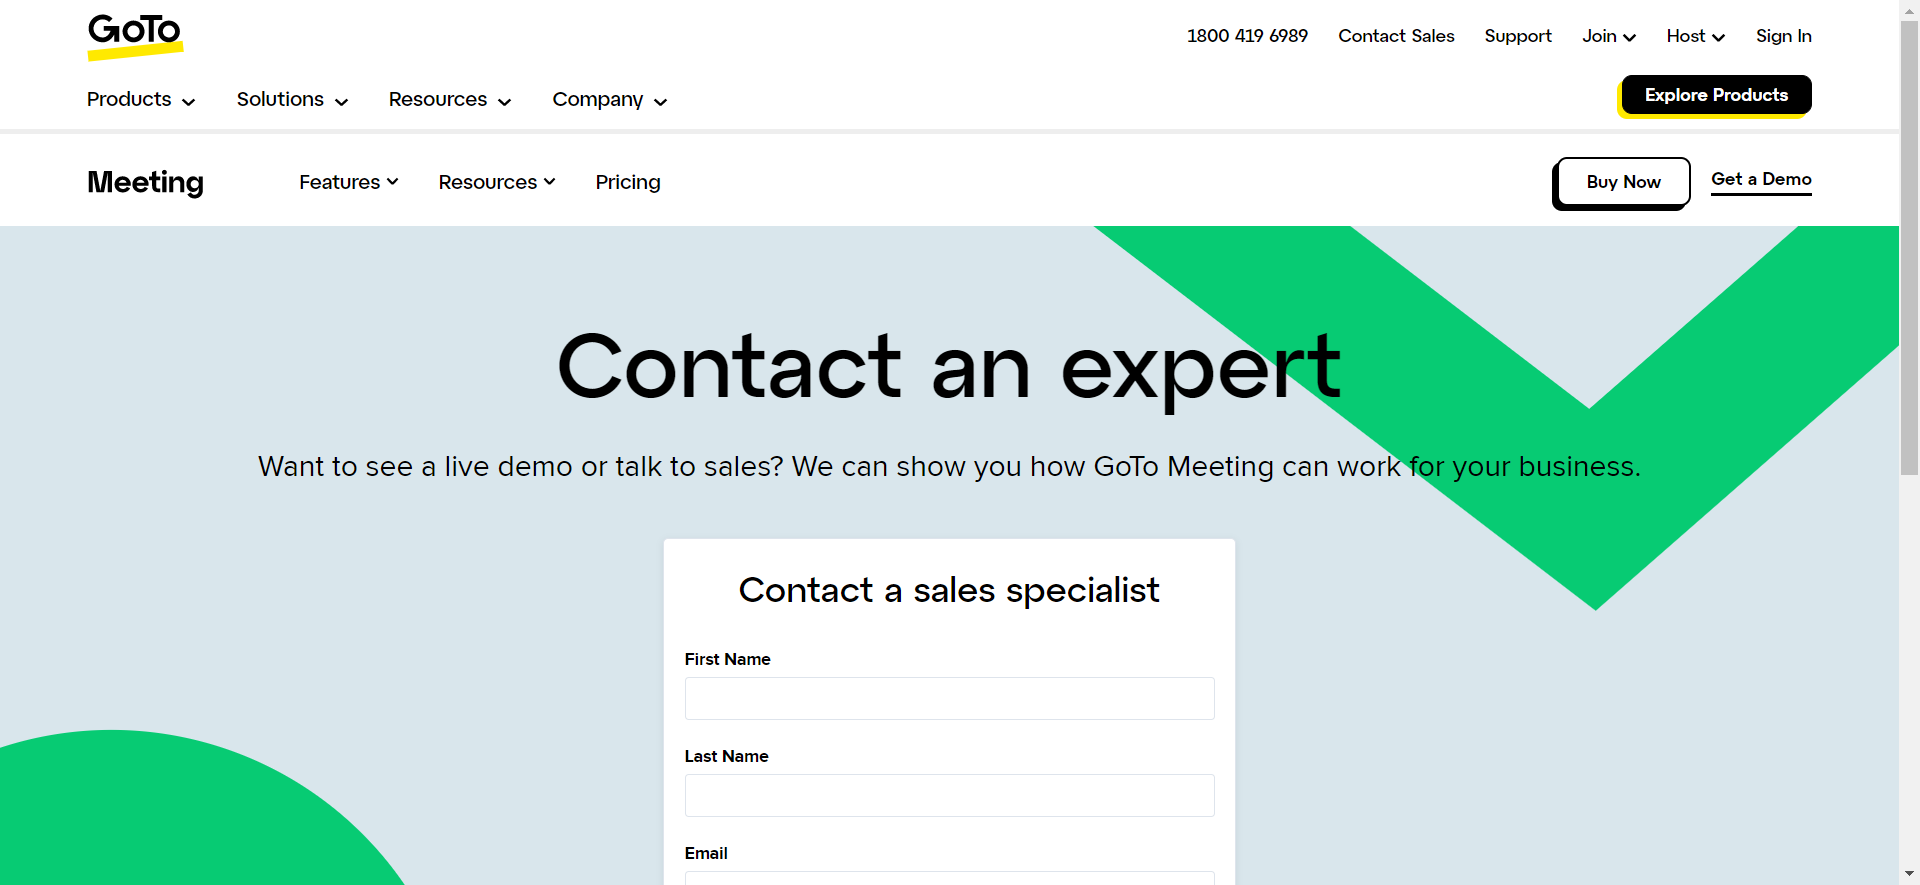 GoTo
1800 419 6989 Contact Sales Support Join Host Sign In
Products Solutions Resources Company
Explore Products
Meeting Features Resources Pricing
Buy Now Get a Demo
Contact an expert
Want to see a live demo or talk to sales? We can show you how GoTo Meeting can work for your business.
Contact a sales specialist
First Name
Last Name
Email